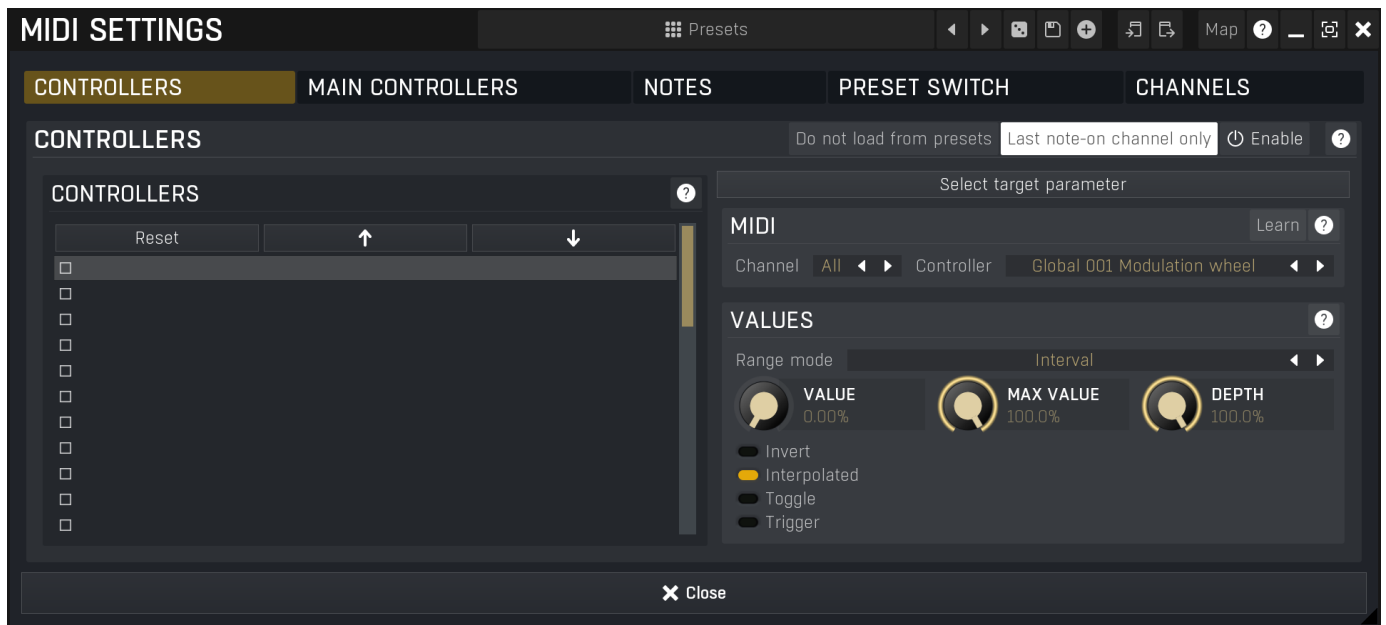 MIDI SETTINGS Presets Map ?
CONTROLLERS MAIN CONTROLLERS NOTES PRESET SWITCH CHANNELS
CONTROLLERS Do not load from presets Last note-on channel only Enable ?
CONTROLLERS ?
Reset
Select target parameter
MIDI Learn ?
Channel All Controller Global 001 Modulation wheel
VALUES ?
Range mode Interval
VALUE
0.00%
MAX VALUE
100.0%
DEPTH
100.0%
Invert
Interpolated
Toggle
Trigger
Close